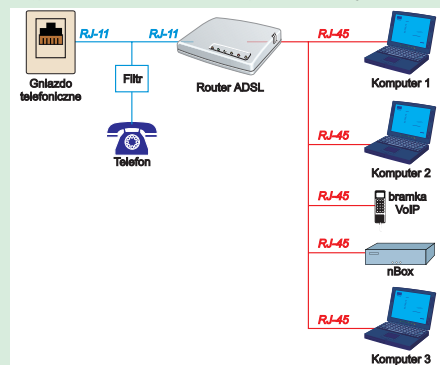 RJ-11
RJ-11
RJ-45
Gniazdo
telefoniczne
Filtr
Router ADSL
Komputer 1
Telefon
RJ-45
Komputer 2
RJ-45
bramka
VoIP
RJ-45
nBox
RJ-45
Komputer 3